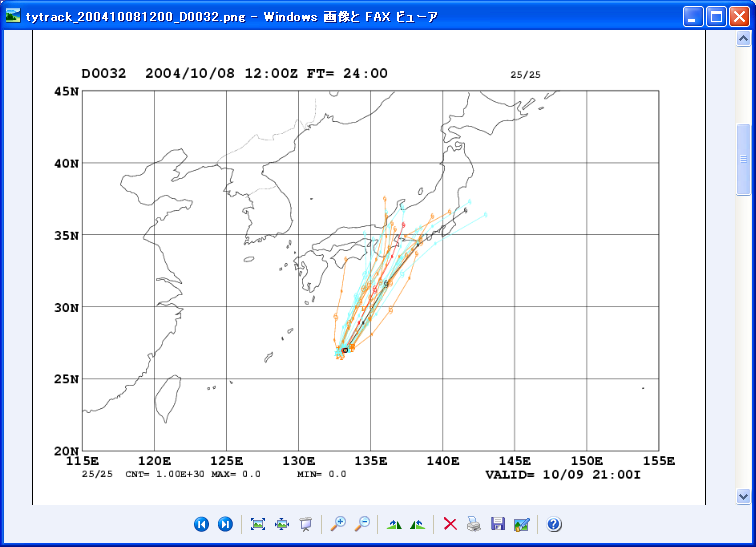 tytrack_200410081200_D0032.png - Windows 画像と FAX ビューア
D0032 2004/10/08 12:00Z FT= 24:00
25/25
45N
40N
35N
30N
25N
20N
115E 120E 125E 130E 135E 140E 145E 150E 155E
25/25 CNT= 1.00E+30 MAX= 0.0 MIN= 0.0
VALID= 10/09 21:00I